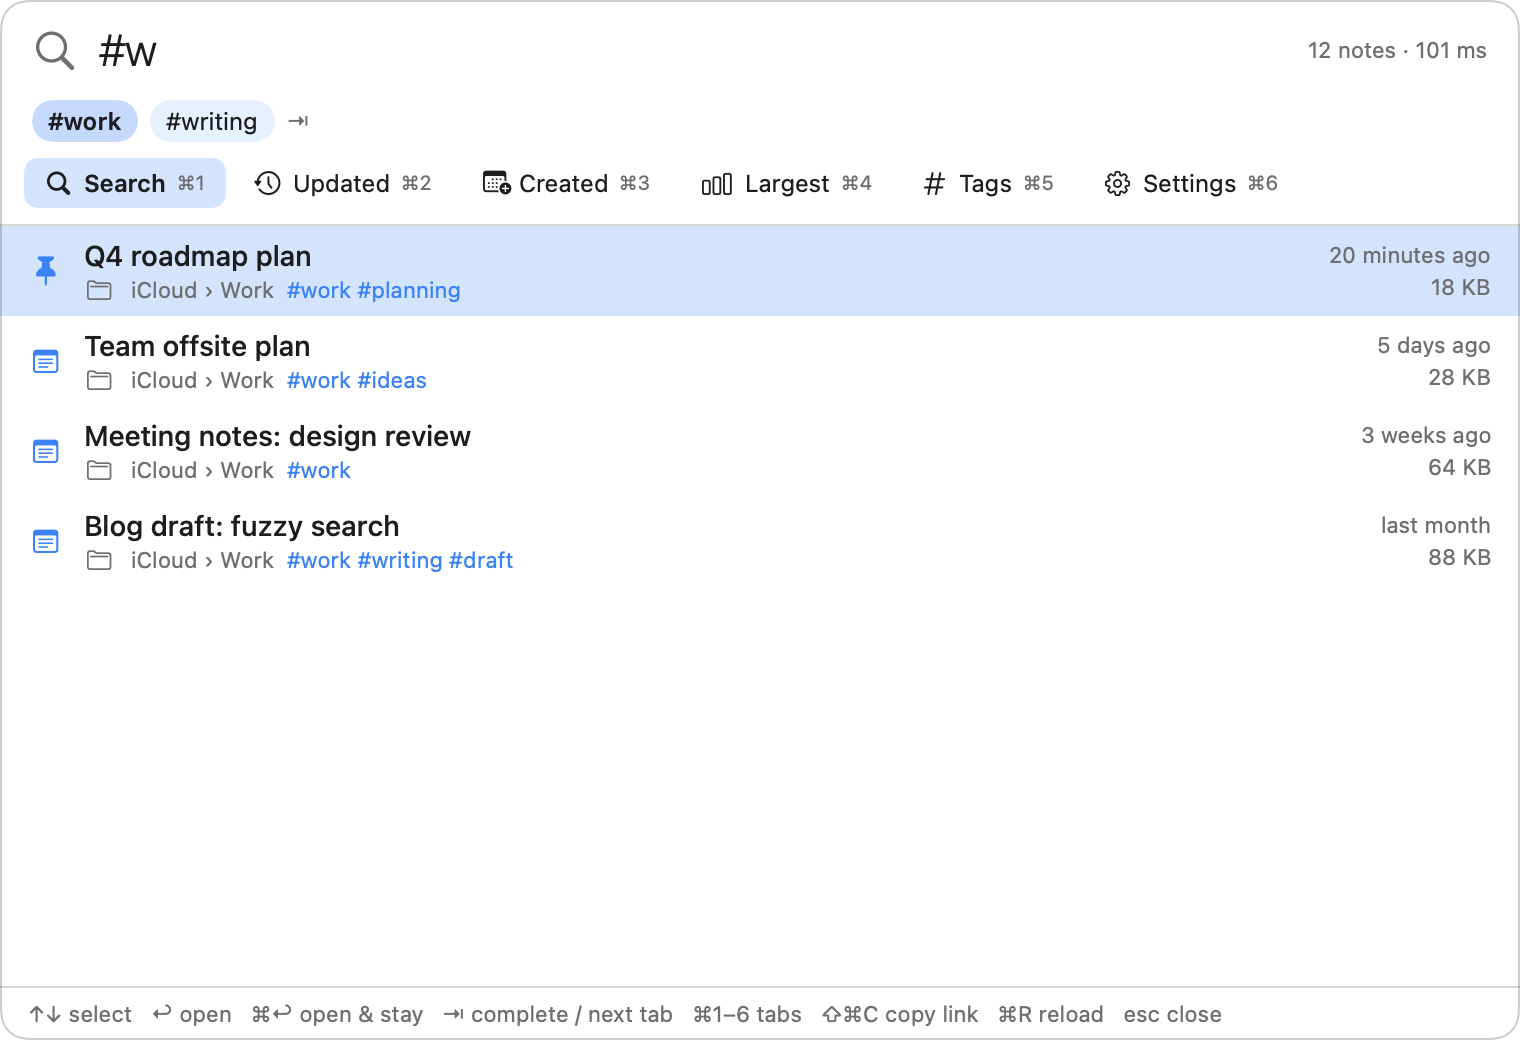 #w
12 notes · 101 ms
#work #writing ⇥
Search ⌘1 Updated ⌘2 Created ⌘3 Largest ⌘4 # Tags ⌘5 Settings ⌘6
Q4 roadmap plan
20 minutes ago
iCloud › Work #work #planning
18 KB
Team offsite plan
5 days ago
iCloud › Work #work #ideas
28 KB
Meeting notes: design review
3 weeks ago
iCloud › Work #work
64 KB
Blog draft: fuzzy search
last month
iCloud › Work #work #writing #draft
88 KB
↑↓ select ↩ open ⌘↩ open & stay ⇥ complete / next tab ⌘1–6 tabs ⇧⌘C copy link ⌘R reload esc close